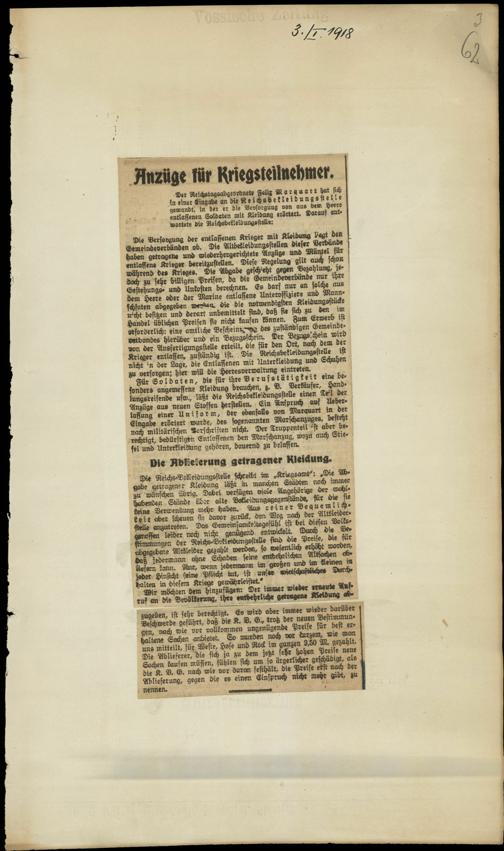 Vossische Zeitung
3./I. 1918
3
62
Anzüge für Kriegsteilnehmer.
Der Reichstagsabgeordnete Felix Marquart hat sich
in einer Eingabe an die Reichsbekleidungsstelle
gewandt, in der er die Versorgung von aus dem Heere
entlassenen Soldaten mit Kleidung erörtert. Darauf ant-
wortete die Reichsbekleidungsstelle:
Die Versorgung der entlassenen Krieger mit Kleidung liegt den
Gemeindeverbänden ob. Die Altbekleidungsstellen dieser Verbände
haben getragene und wiederhergerichtete Anzüge und Mäntel für
entlassene Krieger bereitzustellen. Diese Regelung gilt auch schon
während des Krieges. Die Abgabe geschieht gegen Bezahlung, je-
doch zu sehr billigen Preisen, da die Gemeindeverbände nur ihre
Gestehungs- und Unkosten berechnen. Es darf nur an solche aus
dem Heere oder der Marine entlassene Unteroffiziere und Mann-
schaften abgegeben werden, die die notwendigsten Kleidungsstücke
nicht besitzen und derart unbemittelt sind, daß sie sich zu den im
Handel üblichen Preisen sie nicht kaufen können. Zum Erwerb ist
erforderlich: eine amtliche Bescheinigung des zuständigen Gemeinde-
verbandes hierüber und ein Bezugschein. Der Bezugschein wird
von der Ausfertigungsstelle erteilt, die für den Ort, nach dem der
Krieger entlassen, zuständig ist. Die Reichsbekleidungsstelle ist
nicht in der Lage, die Entlassenen mit Unterkleidung und Schuhen
zu versorgen; hier will die Heeresverwaltung eintreten.
Für Soldaten, die für ihre Berufstätigkeit eine be-
sonders angemessene Kleidung brauchen, z. B. Verkäufer, Hand-
lungsreisende usw., läßt die Reichsbekleidungsstelle einen Teil der
Anzüge aus neuen Stoffen herstellen. Ein Anspruch auf Ueber-
lassung einer Uniform, der ebenfalls von Marquart in der
Eingabe erörtert wurde, des sogenannten Marschanzuges, besteht
nach militärischen Vorschriften nicht. Der Truppenteil ist aber be-
rechtigt, bedürftigen Entlassenen den Marschanzug, wozu auch Stie-
fel und Unterkleidung gehören, dauernd zu belassen.
Die Ablieferung getragener Kleidung.
Die Reichs-Bekleidungsstelle schreibt im „Kriegsamt“: „Die Ab-
gabe getragener Kleidung läßt in manchen Ständen noch immer
zu wünschen übrig. Dabei verfügen viele Angehörige der wohl-
habenden Stände über alte Bekleidungsgegenstände, für die sie
keine Verwendung mehr haben. Aus reiner Bequemlich-
keit aber scheuen sie davor zurück, den Weg nach der Altkleider-
stelle anzutreten. Das Gemeinsamkeitsgefühl ist bei diesen Volks-
genossen leider noch nicht genügend entwickelt. Durch die Be-
stimmungen der Reichs-Bekleidungsstelle sind die Preise, die für
abgegebene Altkleider gezahlt werden, so wesentlich erhöht worden,
daß jedermann ohne Schaden seine entbehrlichen Altsachen ab-
liefern kann. Nur, wenn jedermann im großen und im kleinen in
jeder Hinsicht seine Pflicht tut, ist unser wirtschaftliches Durch-
halten in diesem Kriege gewährleistet.“
Wir möchten dem hinzufügen: Der immer wieder erneute Auf-
ruf an die Bevölkerung, ihre entbehrliche getragene Kleidung ab-
zugeben, ist sehr berechtigt. Es wird aber immer wieder darüber
Beschwerde geführt, daß die K. B. G., trotz der neuen Bestimmun-
gen, nach wie vor vollkommen ungenügende Preise für best er-
haltene Sachen anbietet. So wurden noch vor kurzem, wie man
uns mitteilt, für Weste, Hose und Rock im ganzen 9,50 M. gezahlt.
Die Ablieferer, die sich ja zu dem jetzt sehr hohen Preise neue
Sachen kaufen müssen, fühlen sich um so ärgerlicher geschädigt, als
die K. B. G. nach wie vor daran festhält, die Preise erst nach der
Ablieferung, gegen die es einen Einspruch nicht mehr gibt, zu
nennen.